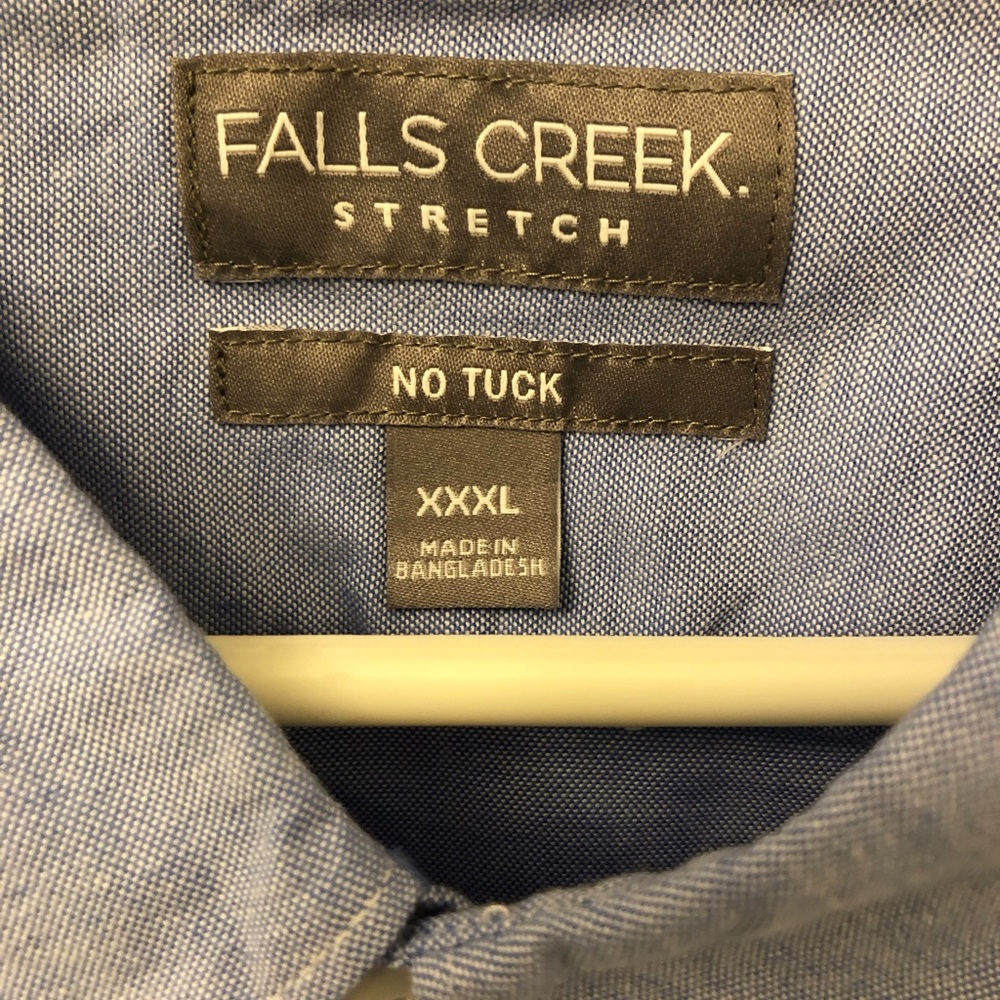 FALLS CREEK.
STRETCH
NO TUCK
XXXL
MADE IN
BANGLADESH